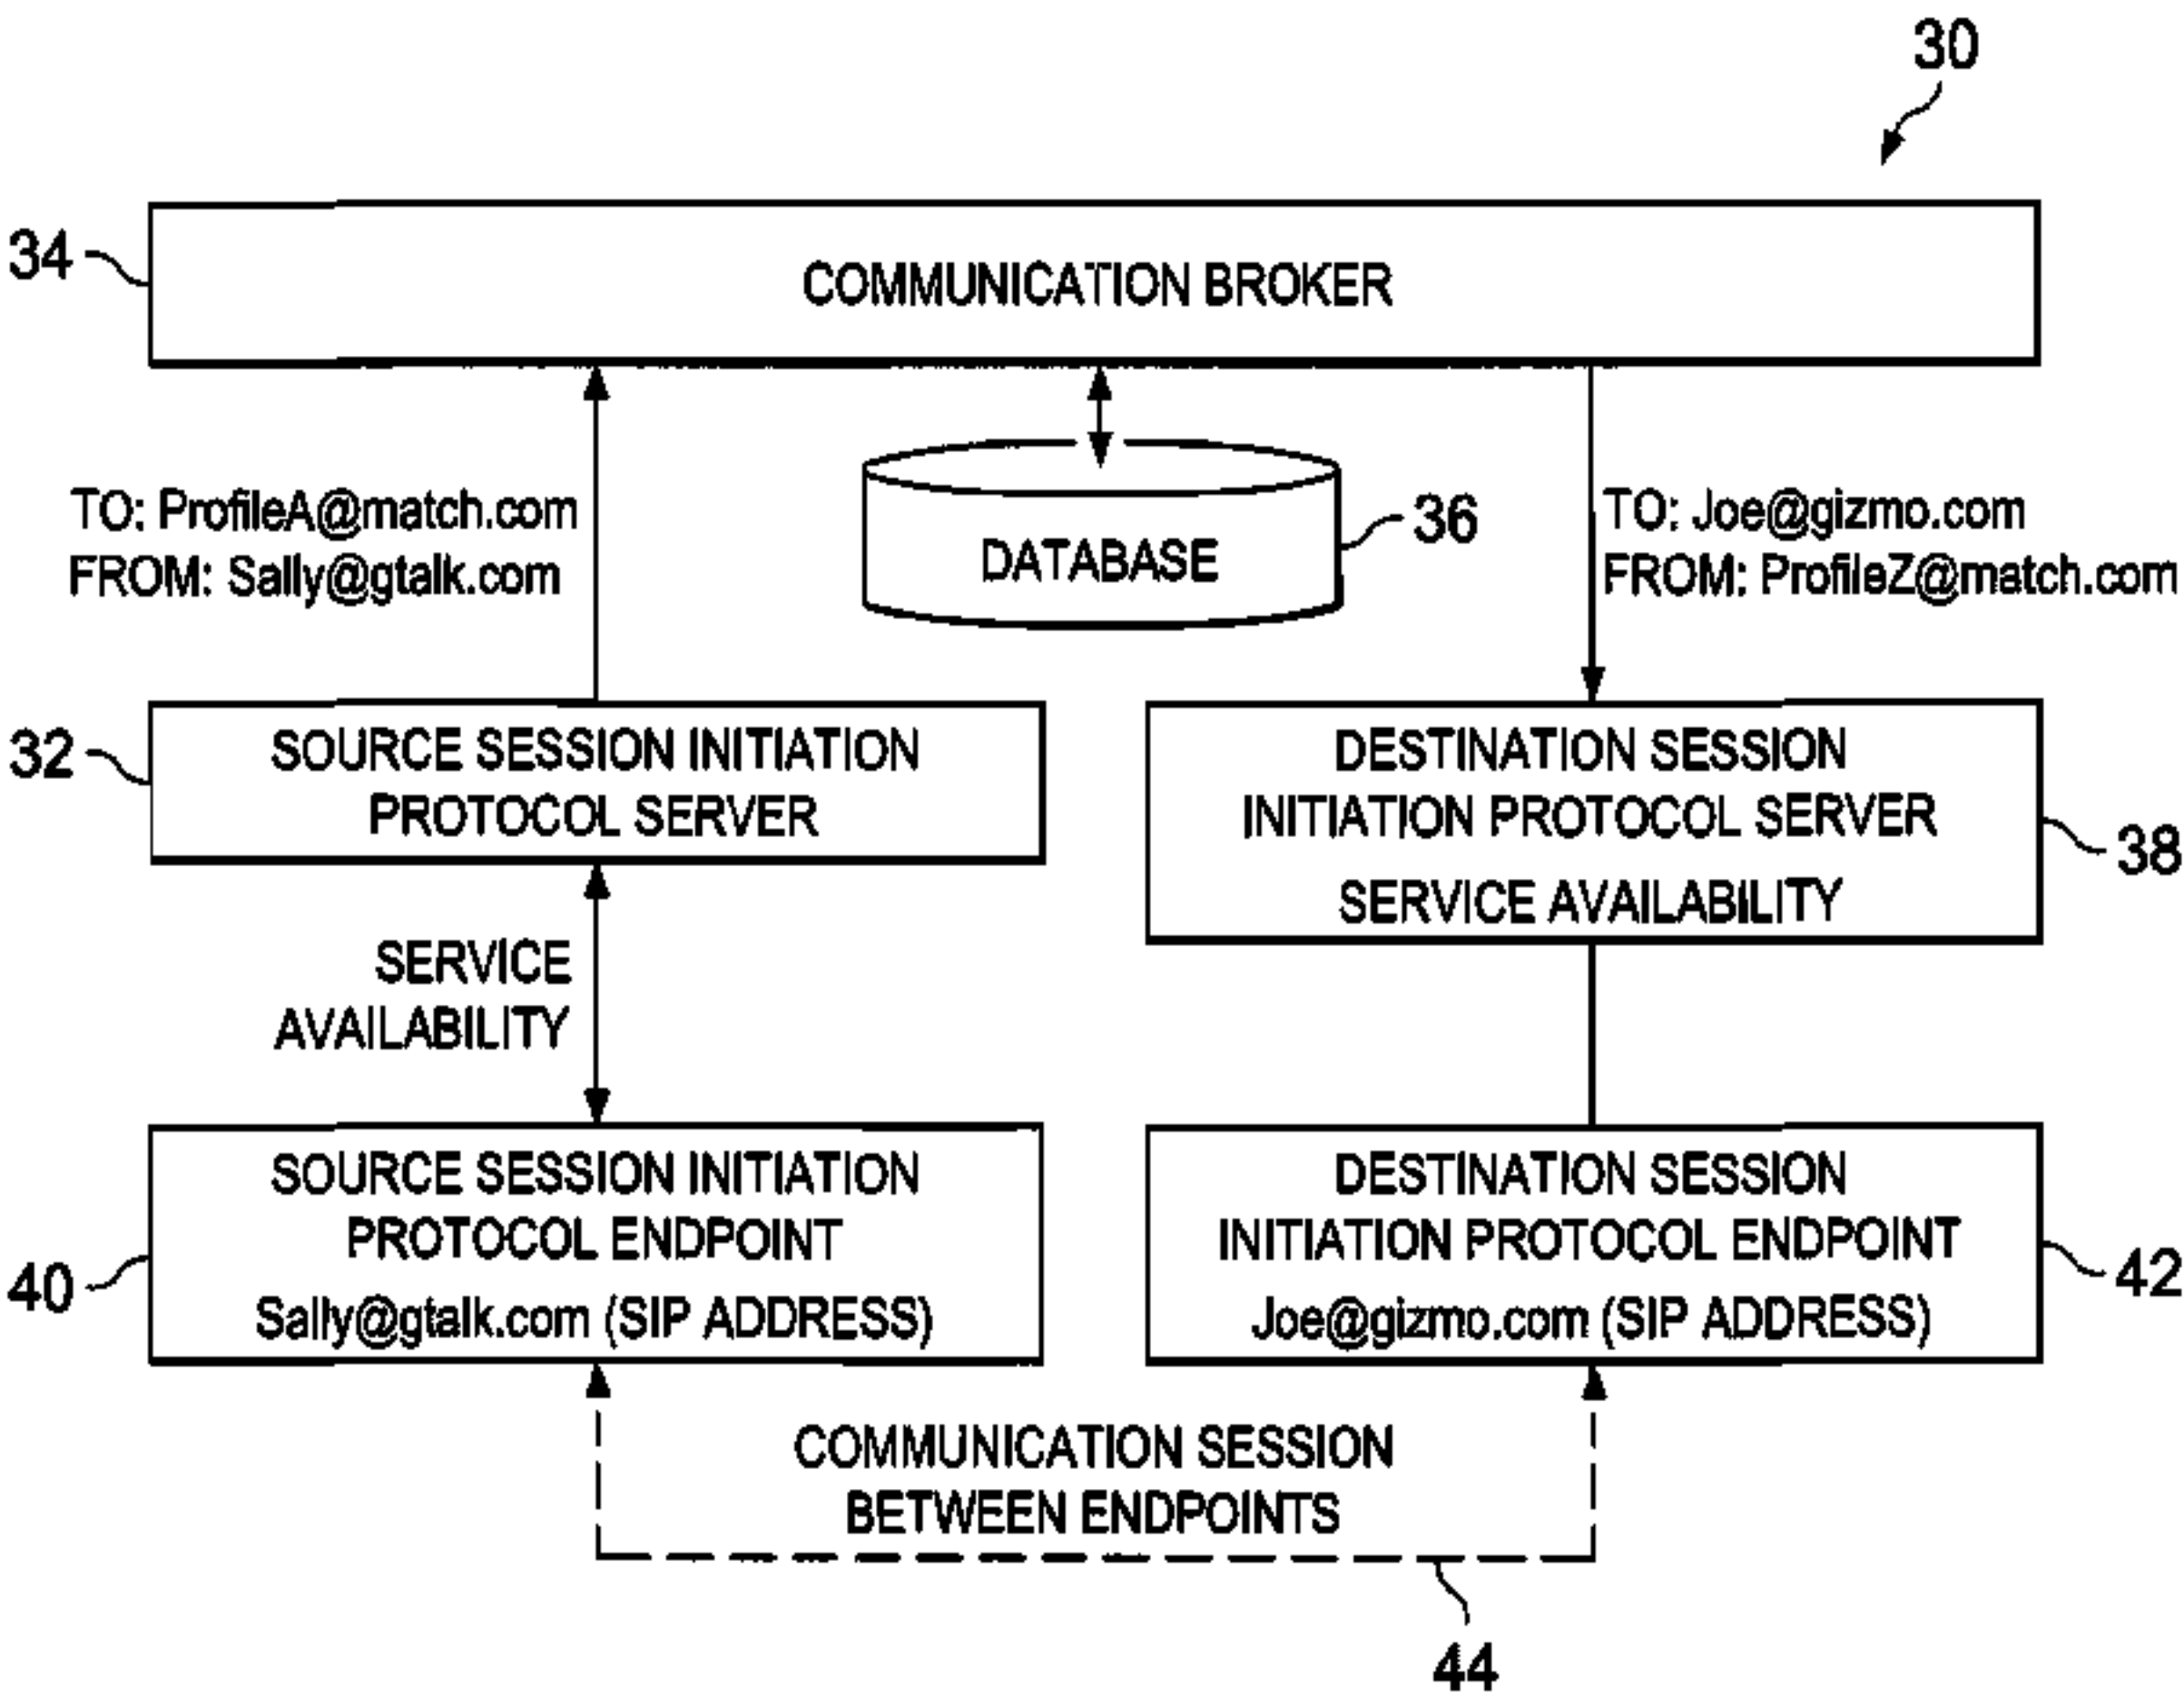 30
34
COMMUNICATION BROKER
TO: ProfileA@match.com
FROM: Sally@gtalk.com
DATABASE
36
TO: Joe@gizmo.com
FROM: ProfileZ@match.com
32
SOURCE SESSION INITIATION
PROTOCOL SERVER
DESTINATION SESSION
INITIATION PROTOCOL SERVER
SERVICE AVAILABILITY
38
SERVICE
AVAILABILITY
40
SOURCE SESSION INITIATION
PROTOCOL ENDPOINT
Sally@gtalk.com (SIP ADDRESS)
DESTINATION SESSION
INITIATION PROTOCOL ENDPOINT
Joe@gizmo.com (SIP ADDRESS)
42
COMMUNICATION SESSION
BETWEEN ENDPOINTS
44